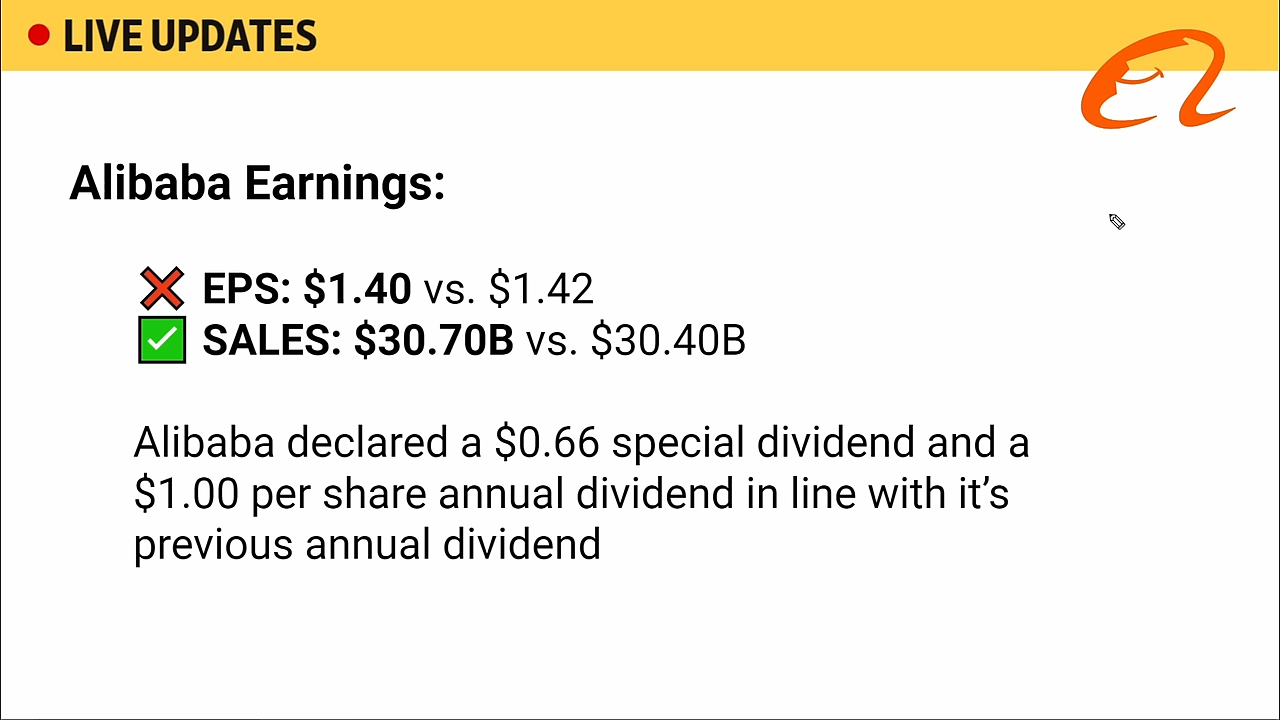 LIVE UPDATES
Alibaba Earnings:
EPS: $1.40 vs. $1.42
SALES: $30.70B vs. $30.40B
Alibaba declared a $0.66 special dividend and a
$1.00 per share annual dividend in line with it’s
previous annual dividend